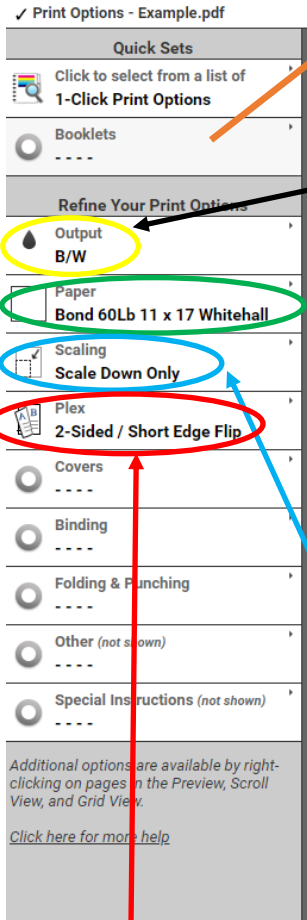 ✓ Print Options - Example.pdf
Quick Sets
Click to select from a list of
1-Click Print Options
Booklets
- - - -
Refine Your Print Options
Output
B/W
Paper
Bond 60Lb 11 x 17 Whitehall
Scaling
Scale Down Only
Plex
A B
2-Sided / Short Edge Flip
Covers
- - - -
Binding
- - - -
Folding & Punching
- - - -
Other (not shown)
- - - -
Special Instructions (not shown)
- - - -
Additional options are available by right-
clicking on pages in the Preview, Scroll
View, and Grid View.
Click here for more help